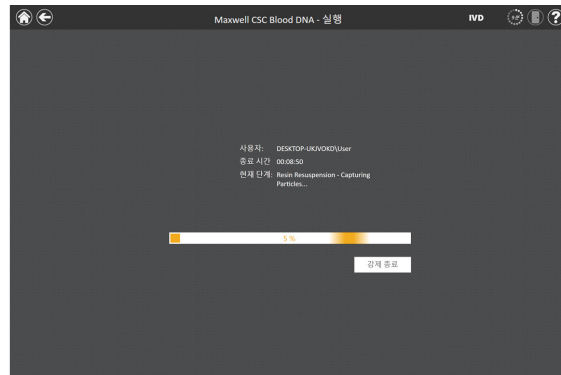 Maxwell CSC Blood DNA - 실행
IVD
?
사용자: DESKTOP-UKJVOKD\User
종료 시간 00:08:50
현재 단계: Resin Resuspension - Capturing
Particles...
5 %
강제 종료